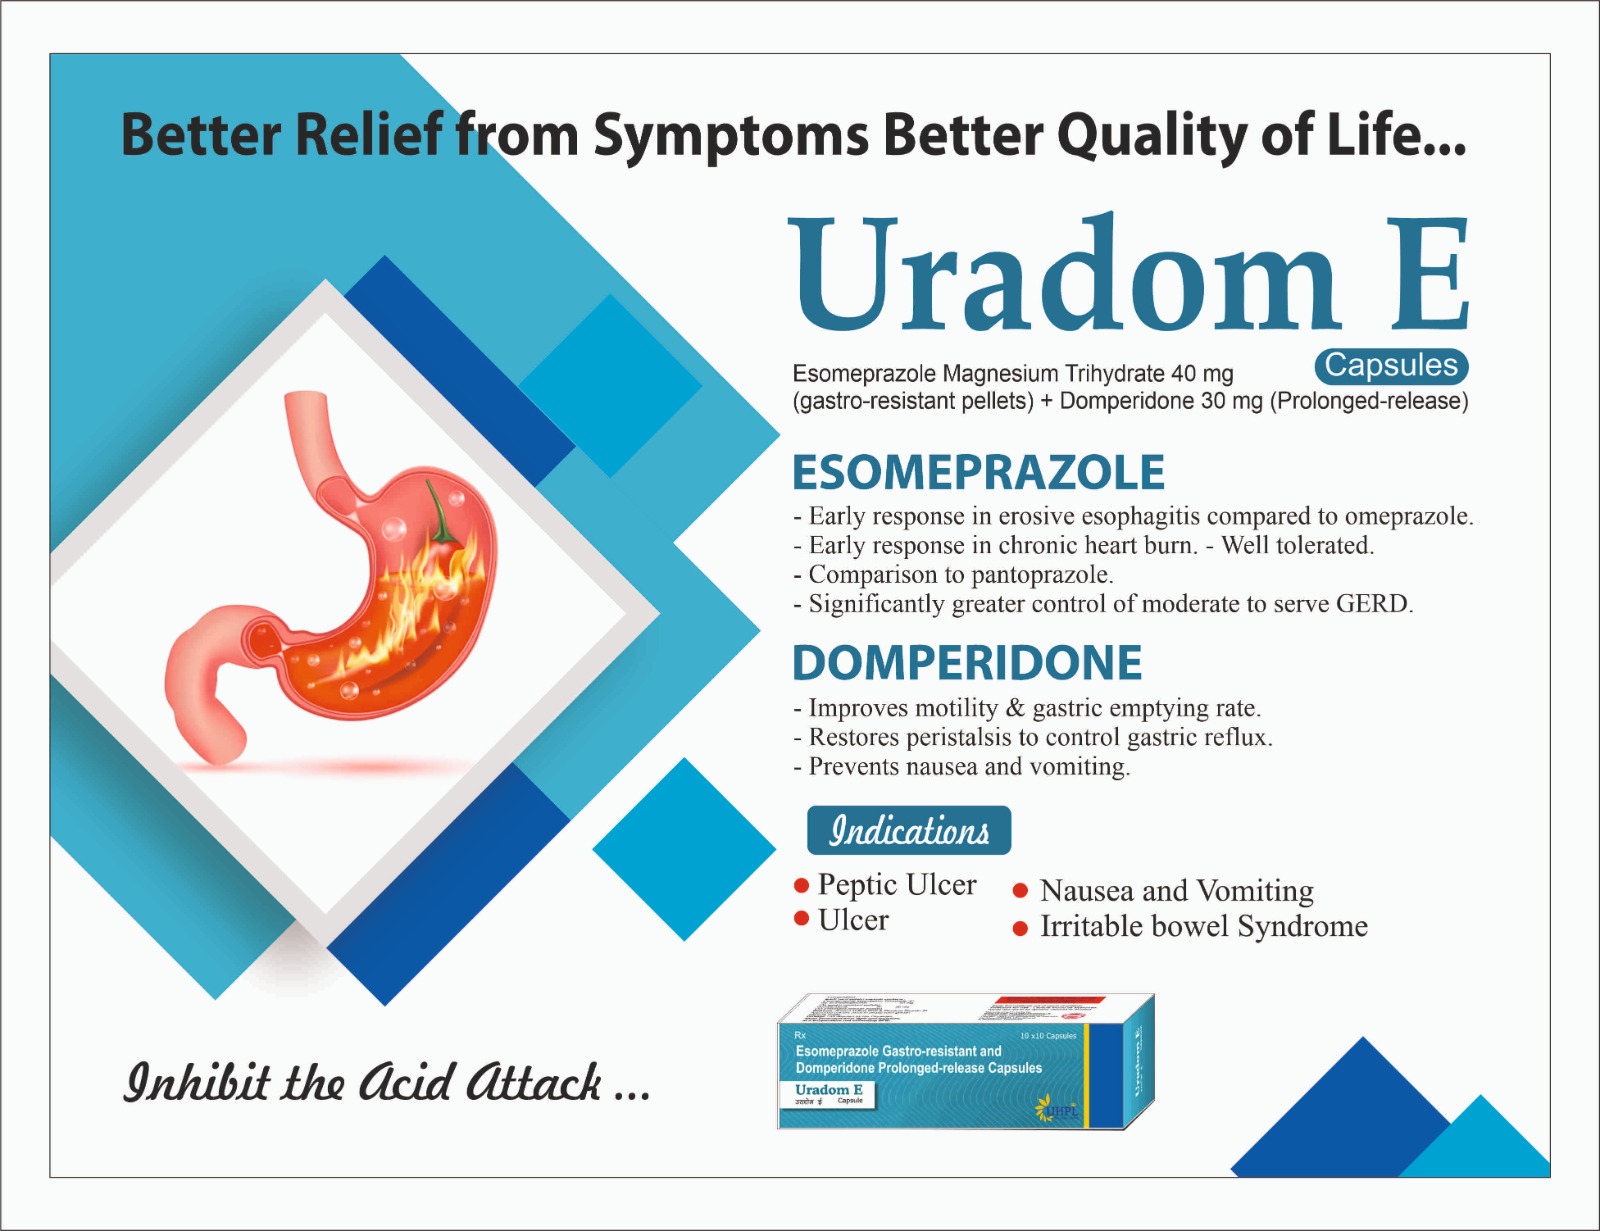 Better Relief from Symptoms Better Quality of Life...
Uradom E
Capsules
Esomeprazole Magnesium Trihydrate 40 mg
(gastro-resistant pellets) + Domperidone 30 mg (Prolonged-release)
ESOMEPRAZOLE
- Early response in erosive esophagitis compared to omeprazole.
- Early response in chronic heart burn. - Well tolerated.
- Comparison to pantoprazole.
- Significantly greater control of moderate to serve GERD.
DOMPERIDONE
- Improves motility & gastric emptying rate.
- Restores peristalsis to control gastric reflux.
- Prevents nausea and vomiting.
Indications
• Peptic Ulcer
• Ulcer
• Nausea and Vomiting
• Irritable bowel Syndrome
Inhibit the Acid Attack ...
Rx
10 x10 Capsules
Esomeprazole Gastro-resistant and
Domperidone Prolonged-release Capsules
Uradom E
Capsule
UHPL
Uradom E